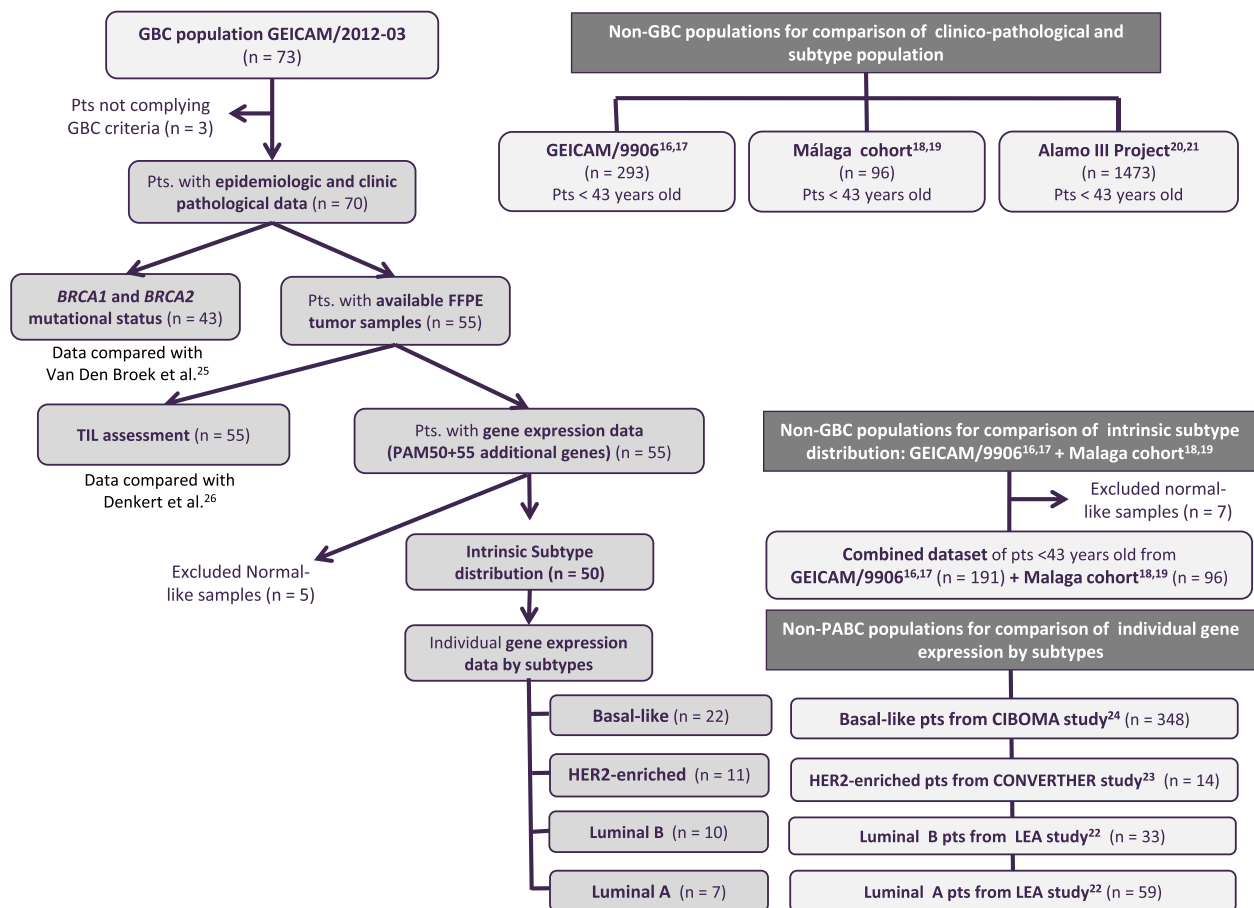 GBC population GEICAM/2012-03
(n = 73)
Pts not complying
GBC criteria (n = 3)
Pts. with epidemiologic and clinic
pathological data (n = 70)
BRCA1 and BRCA2
mutational status (n = 43)
Data compared with
Van Den Broek et al.25
Pts. with available FFPE
tumor samples (n = 55)
TIL assessment (n = 55)
Data compared with
Denkert et al.26
Pts. with gene expression data
(PAM50+55 additional genes) (n = 55)
Excluded Normal-
like samples (n = 5)
Intrinsic Subtype
distribution (n = 50)
Individual gene expression
data by subtypes
Basal-like (n = 22)
HER2-enriched (n = 11)
Luminal B (n = 10)
Luminal A (n = 7)
Non-GBC populations for comparison of clinico-pathological and
subtype population
GEICAM/990616,17
(n = 293)
Pts < 43 years old
Málaga cohort18,19
(n = 96)
Pts < 43 years old
Alamo III Project20,21
(n = 1473)
Pts < 43 years old
Non-GBC populations for comparison of intrinsic subtype
distribution: GEICAM/990616,17 + Malaga cohort18,19
Excluded normal-
like samples (n = 7)
Combined dataset of pts <43 years old from
GEICAM/990616,17 (n = 191) + Malaga cohort18,19 (n = 96)
Non-PABC populations for comparison of individual gene
expression by subtypes
Basal-like pts from CIBOMA study24 (n = 348)
HER2-enriched pts from CONVERTHER study23 (n = 14)
Luminal B pts from LEA study22 (n = 33)
Luminal A pts from LEA study22 (n = 59)